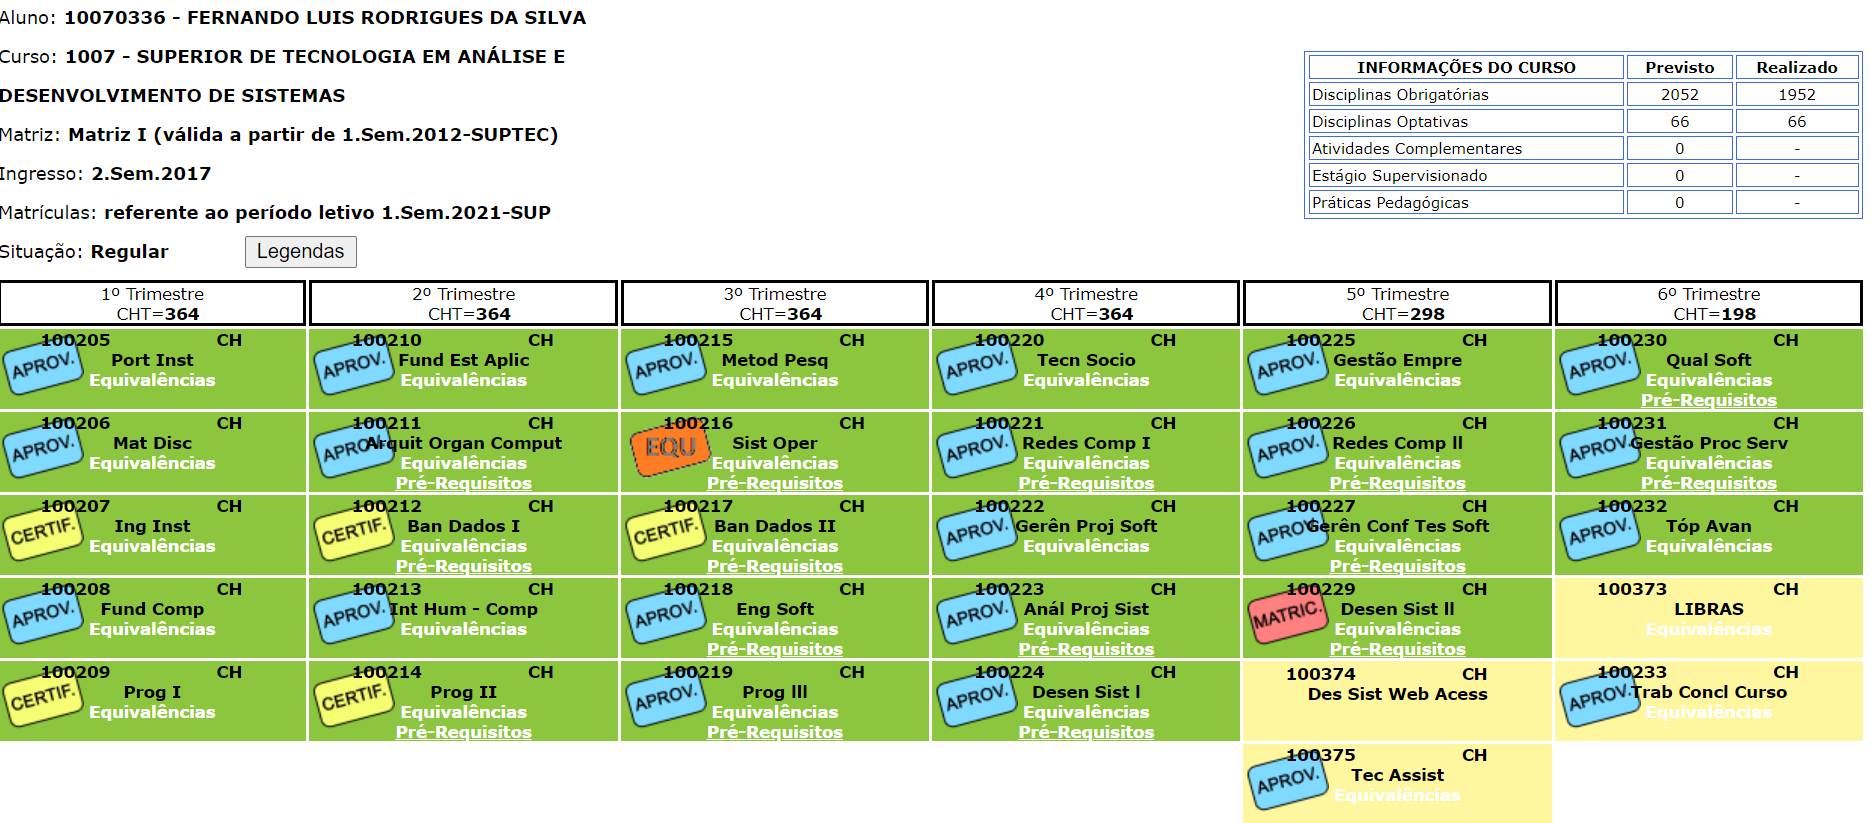 Aluno: 10070336 - FERNANDO LUIS RODRIGUES DA SILVA
Curso: 1007 - SUPERIOR DE TECNOLOGIA EM ANÁLISE E
DESENVOLVIMENTO DE SISTEMAS
Matriz: Matriz I (válida a partir de 1.Sem.2012-SUPTEC)
Ingresso: 2.Sem.2017
Matrículas: referente ao período letivo 1.Sem.2021-SUP
Situação: Regular Legendas
INFORMAÇÕES DO CURSO Previsto Realizado
Disciplinas Obrigatórias 2052 1952
Disciplinas Optativas 66 66
Atividades Complementares 0 -
Estágio Supervisionado 0 -
Práticas Pedagógicas 0 -
1º Trimestre
CHT=364
2º Trimestre
CHT=364
3º Trimestre
CHT=364
4º Trimestre
CHT=364
5º Trimestre
CHT=298
6º Trimestre
CHT=198
100205 CH
APROV. Port Inst
Equivalências
100210 CH
APROV. Fund Est Aplic
Equivalências
100215 CH
APROV. Metod Pesq
Equivalências
100220 CH
APROV. Tecn Socio
Equivalências
100225 CH
APROV. Gestão Empre
Equivalências
100230 CH
APROV. Qual Soft
Equivalências
Pré-Requisitos
100206 CH
APROV. Mat Disc
Equivalências
100211 CH
APROV. Arquit Organ Comput
Equivalências
Pré-Requisitos
100216 CH
EQU Sist Oper
Equivalências
Pré-Requisitos
100221 CH
APROV. Redes Comp I
Equivalências
Pré-Requisitos
100226 CH
APROV. Redes Comp ll
Equivalências
Pré-Requisitos
100231 CH
APROV. Gestão Proc Serv
Equivalências
Pré-Requisitos
100207 CH
CERTIF. Ing Inst
Equivalências
100212 CH
CERTIF. Ban Dados I
Equivalências
Pré-Requisitos
100217 CH
CERTIF. Ban Dados II
Equivalências
Pré-Requisitos
100222 CH
APROV. Gerên Proj Soft
Equivalências
100227 CH
APROV. Gerên Conf Tes Soft
Equivalências
Pré-Requisitos
100232 CH
APROV. Tóp Avan
Equivalências
100208 CH
APROV. Fund Comp
Equivalências
100213 CH
APROV. Int Hum - Comp
Equivalências
100218 CH
APROV. Eng Soft
Equivalências
Pré-Requisitos
100223 CH
APROV. Anál Proj Sist
Equivalências
Pré-Requisitos
100229 CH
MATRIC. Desen Sist ll
Equivalências
Pré-Requisitos
100373 CH
LIBRAS
Equivalências
100209 CH
CERTIF. Prog I
Equivalências
100214 CH
CERTIF. Prog II
Equivalências
Pré-Requisitos
100219 CH
APROV. Prog lll
Equivalências
Pré-Requisitos
100224 CH
APROV. Desen Sist l
Equivalências
Pré-Requisitos
100374 CH
Des Sist Web Acess
100233 CH
APROV. Trab Concl Curso
Equivalências
100375 CH
APROV. Tec Assist
Equivalências